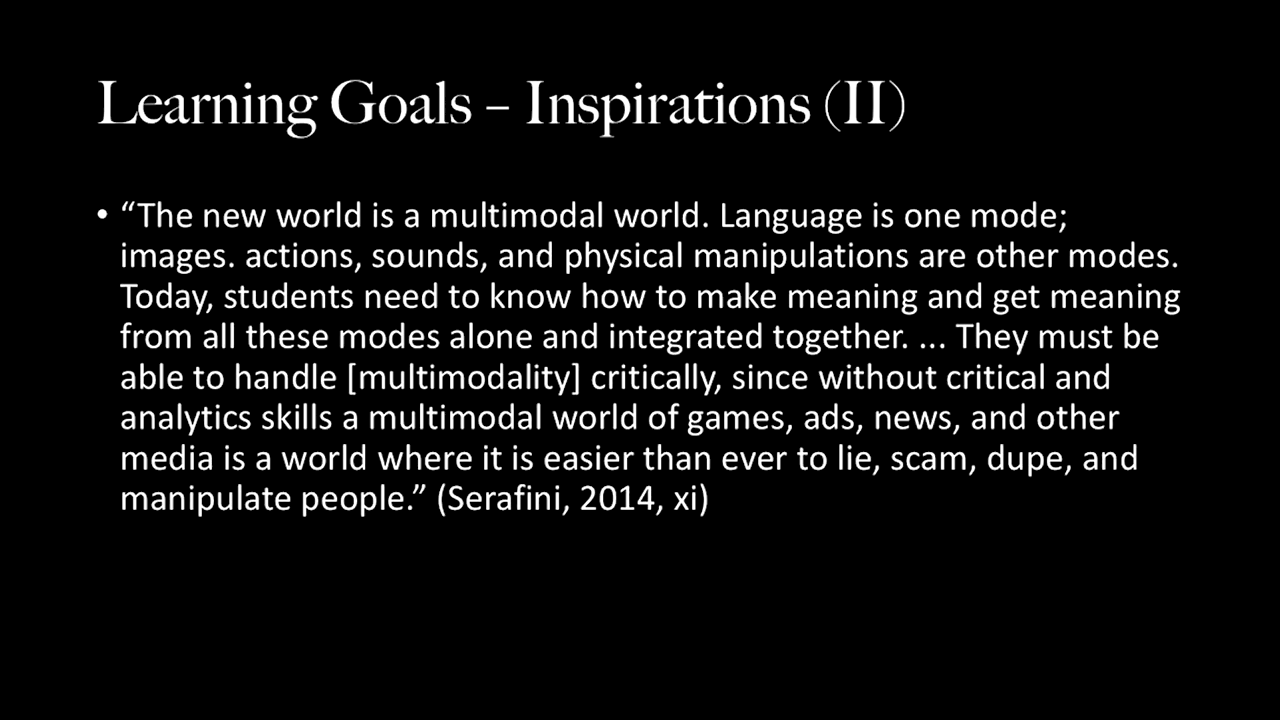 Learning Goals – Inspirations (II)
• “The new world is a multimodal world. Language is one mode;
images. actions, sounds, and physical manipulations are other modes.
Today, students need to know how to make meaning and get meaning
from all these modes alone and integrated together. ... They must be
able to handle [multimodality] critically, since without critical and
analytics skills a multimodal world of games, ads, news, and other
media is a world where it is easier than ever to lie, scam, dupe, and
manipulate people.” (Serafini, 2014, xi)